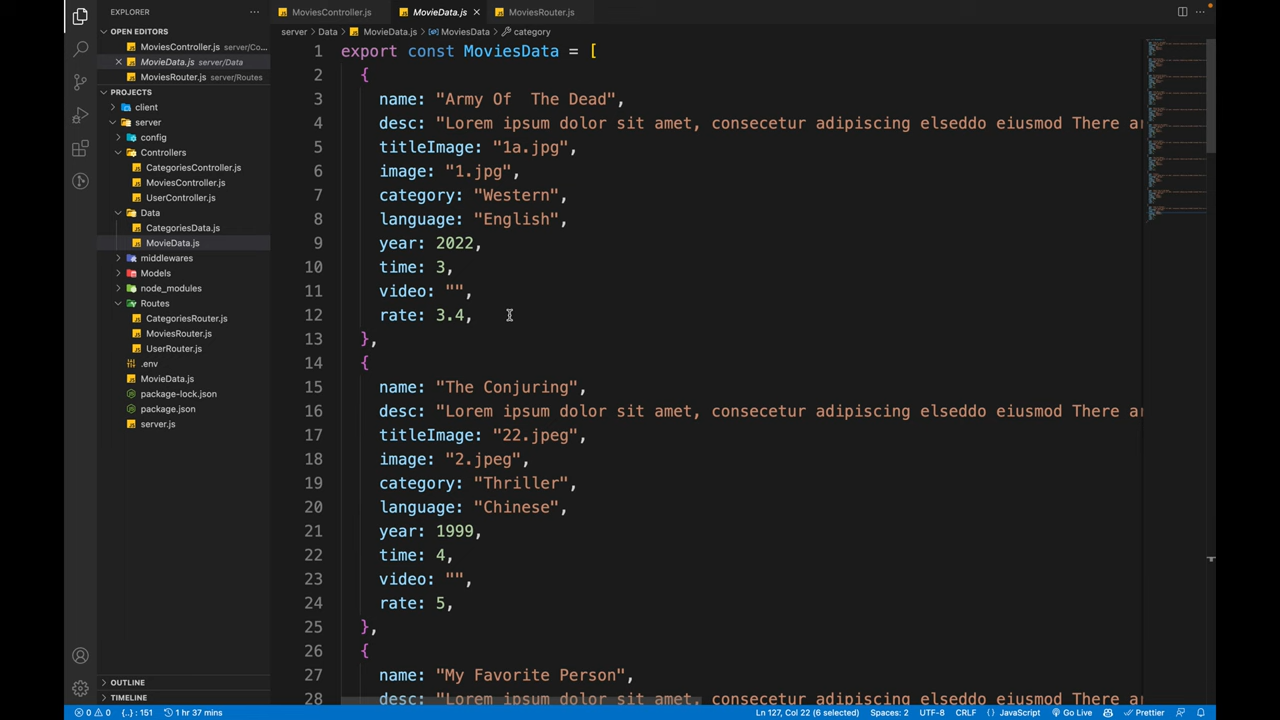 EXPLORER
OPEN EDITORS
MoviesController.js server/Co...
MovieData.js server/Data
MoviesRouter.js server/Routes
PROJECTS
client
server
config
Controllers
CategoriesController.js
MoviesController.js
UserController.js
Data
CategoriesData.js
MovieData.js
middlewares
Models
node_modules
Routes
CategoriesRouter.js
MoviesRouter.js
UserRouter.js
.env
MovieData.js
package-lock.json
package.json
server.js
OUTLINE
TIMELINE
MoviesController.js MovieData.js MoviesRouter.js
server > Data > MovieData.js > MoviesData > category
1 export const MoviesData = [
2 {
3 name: "Army Of  The Dead",
4 desc: "Lorem ipsum dolor sit amet, consecetur adipiscing elseddo eiusmod There ar
5 titleImage: "1a.jpg",
6 image: "1.jpg",
7 category: "Western",
8 language: "English",
9 year: 2022,
10 time: 3,
11 video: "",
12 rate: 3.4,
13 },
14 {
15 name: "The Conjuring",
16 desc: "Lorem ipsum dolor sit amet, consecetur adipiscing elseddo eiusmod There ar
17 titleImage: "22.jpeg",
18 image: "2.jpeg",
19 category: "Thriller",
20 language: "Chinese",
21 year: 1999,
22 time: 4,
23 video: "",
24 rate: 5,
25 },
26 {
27 name: "My Favorite Person",
28 desc: "Lorem ipsum dolor sit amet, consecetur adipiscing elseddo eiusmod There ar
0 0 {..} : 151 1 hr 37 mins Ln 127, Col 22 (6 selected) Spaces: 2 UTF-8 CRLF {} JavaScript Go Live Prettier